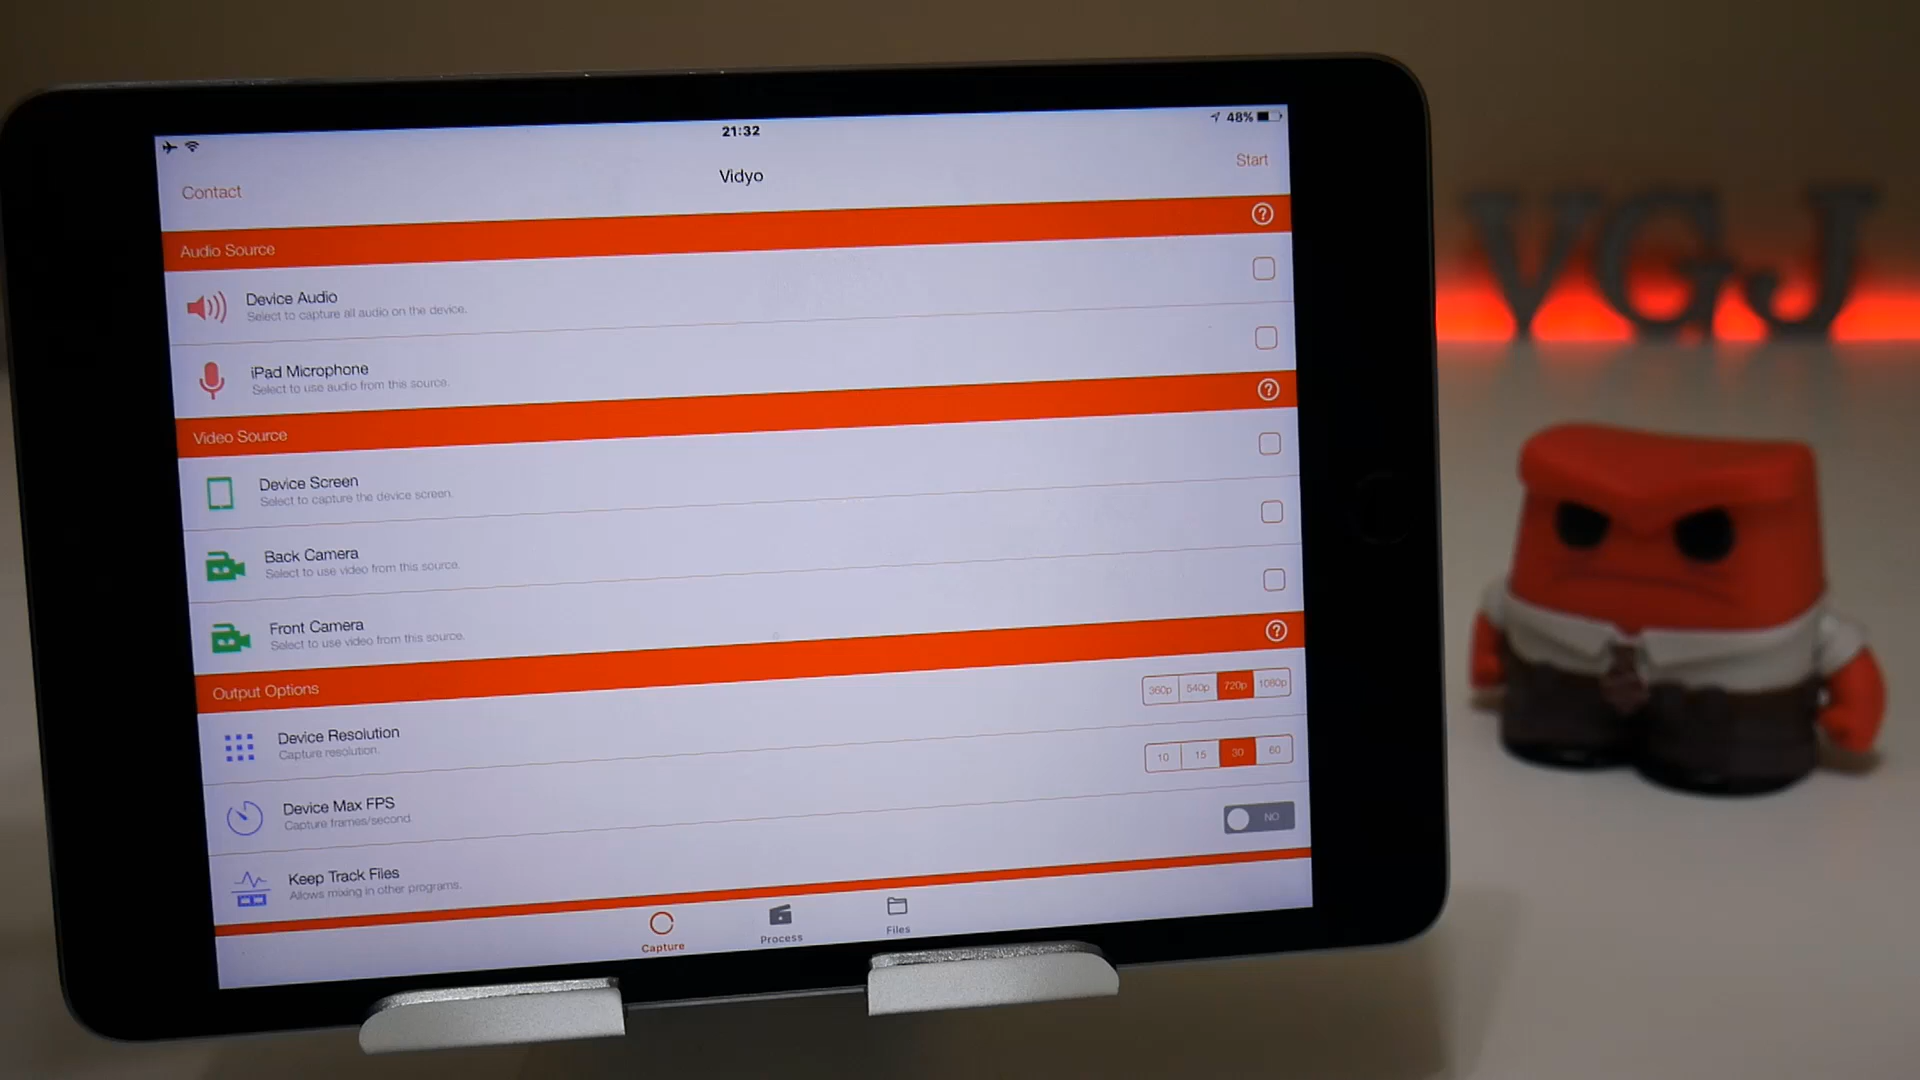 21:32
48%
Contact
Vidyo
Start
Audio Source
Device Audio
Select to capture all audio on the device.
iPad Microphone
Select to use audio from this source.
Video Source
Device Screen
Select to capture the device screen.
Back Camera
Select to use video from this source.
Front Camera
Select to use video from this source.
Output Options
Device Resolution
Capture resolution.
360p 540p 720p 1080p
Device Max FPS
Capture frames/second
10 15 30 60
Keep Track Files
Allows mixing in other programs.
NO
Capture
Process
Files
VGJ